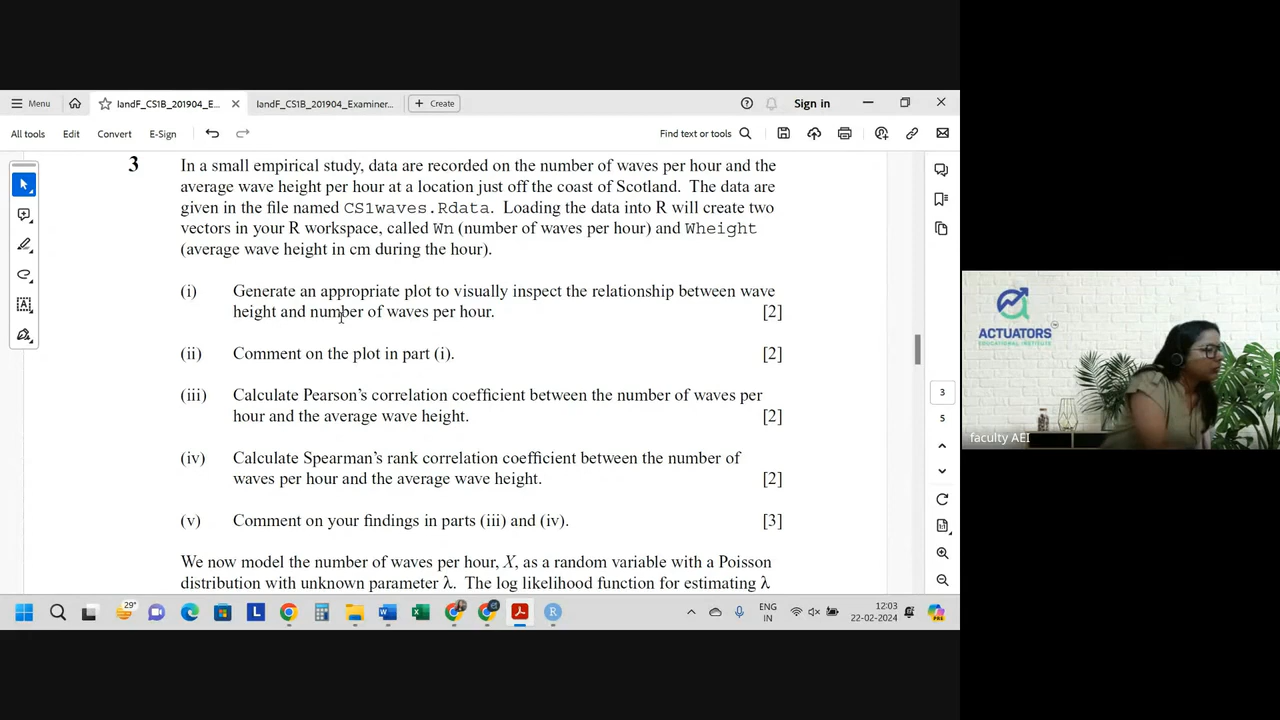 Menu
IandF_CS1B_201904_E...
IandF_CS1B_201904_Examiner...
Create
Sign in
All tools
Edit
Convert
E-Sign
Find text or tools
3
In a small empirical study, data are recorded on the number of waves per hour and the
average wave height per hour at a location just off the coast of Scotland. The data are
given in the file named CS1waves.Rdata. Loading the data into R will create two
vectors in your R workspace, called Wn (number of waves per hour) and Wheight
(average wave height in cm during the hour).
(i) Generate an appropriate plot to visually inspect the relationship between wave
height and number of waves per hour. [2]
(ii) Comment on the plot in part (i). [2]
(iii) Calculate Pearson's correlation coefficient between the number of waves per
hour and the average wave height. [2]
(iv) Calculate Spearman's rank correlation coefficient between the number of
waves per hour and the average wave height. [2]
(v) Comment on your findings in parts (iii) and (iv). [3]
We now model the number of waves per hour, X, as a random variable with a Poisson
distribution with unknown parameter λ. The log likelihood function for estimating λ
3
5
ACTUATORS
EDUCATIONAL INSTITUTE
faculty AEI
29°
ENG
IN
12:03
22-02-2024